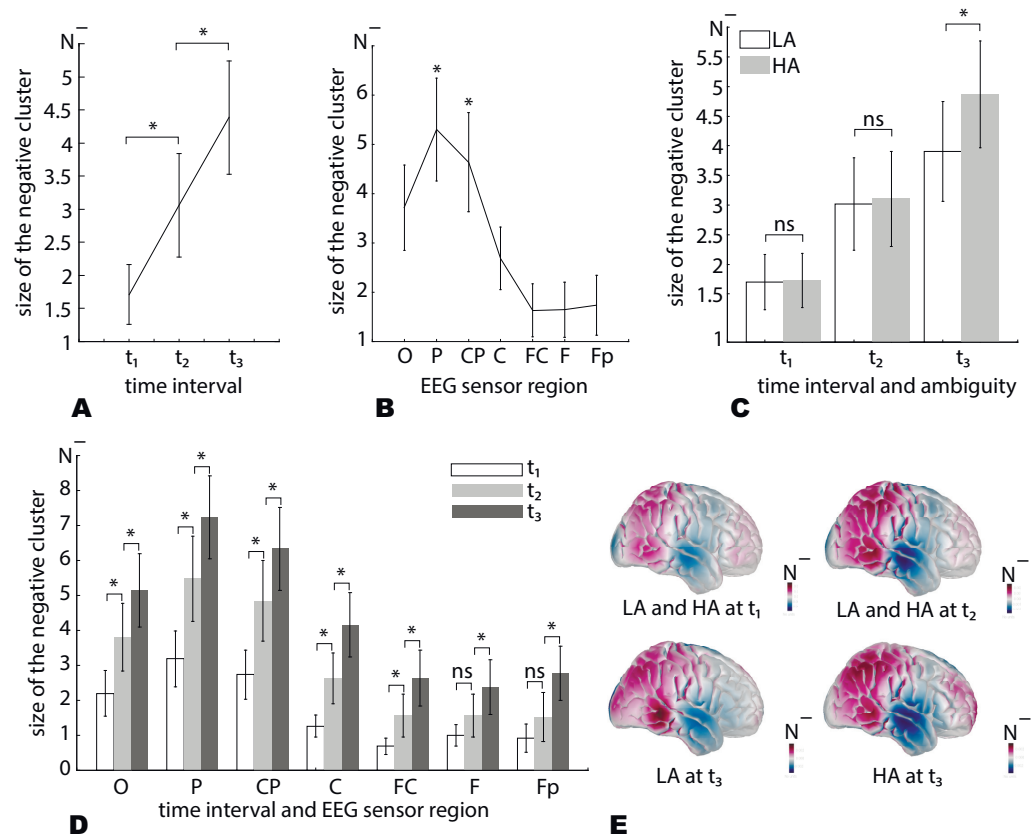 N⁻
size of the negative cluster
5
4.5
4
3.5
3
2.5
2
1.5
1
*
*
t₁ t₂ t₃
time interval
A
N⁻
size of the negative cluster
6
5
4
2
1
* *
O P CP C FC F Fp
EEG sensor region
B
N⁻
size of the negative cluster
5.5
5
4.5
4
3.5
3
2.5
1.5
1
LA
HA
ns
ns
*
t₁ t₂ t₃
time interval and ambiguity
C
N⁻
size of the negative cluster
8
7
6
5
4
3
2
1
0
t₁
t₂
t₃
* *
* *
* *
* *
* *
ns *
ns *
O P CP C FC F Fp
time interval and EEG sensor region
D
N⁻
LA and HA at t₁
N⁻
LA and HA at t₂
N⁻
LA at t₃
N⁻
HA at t₃
E